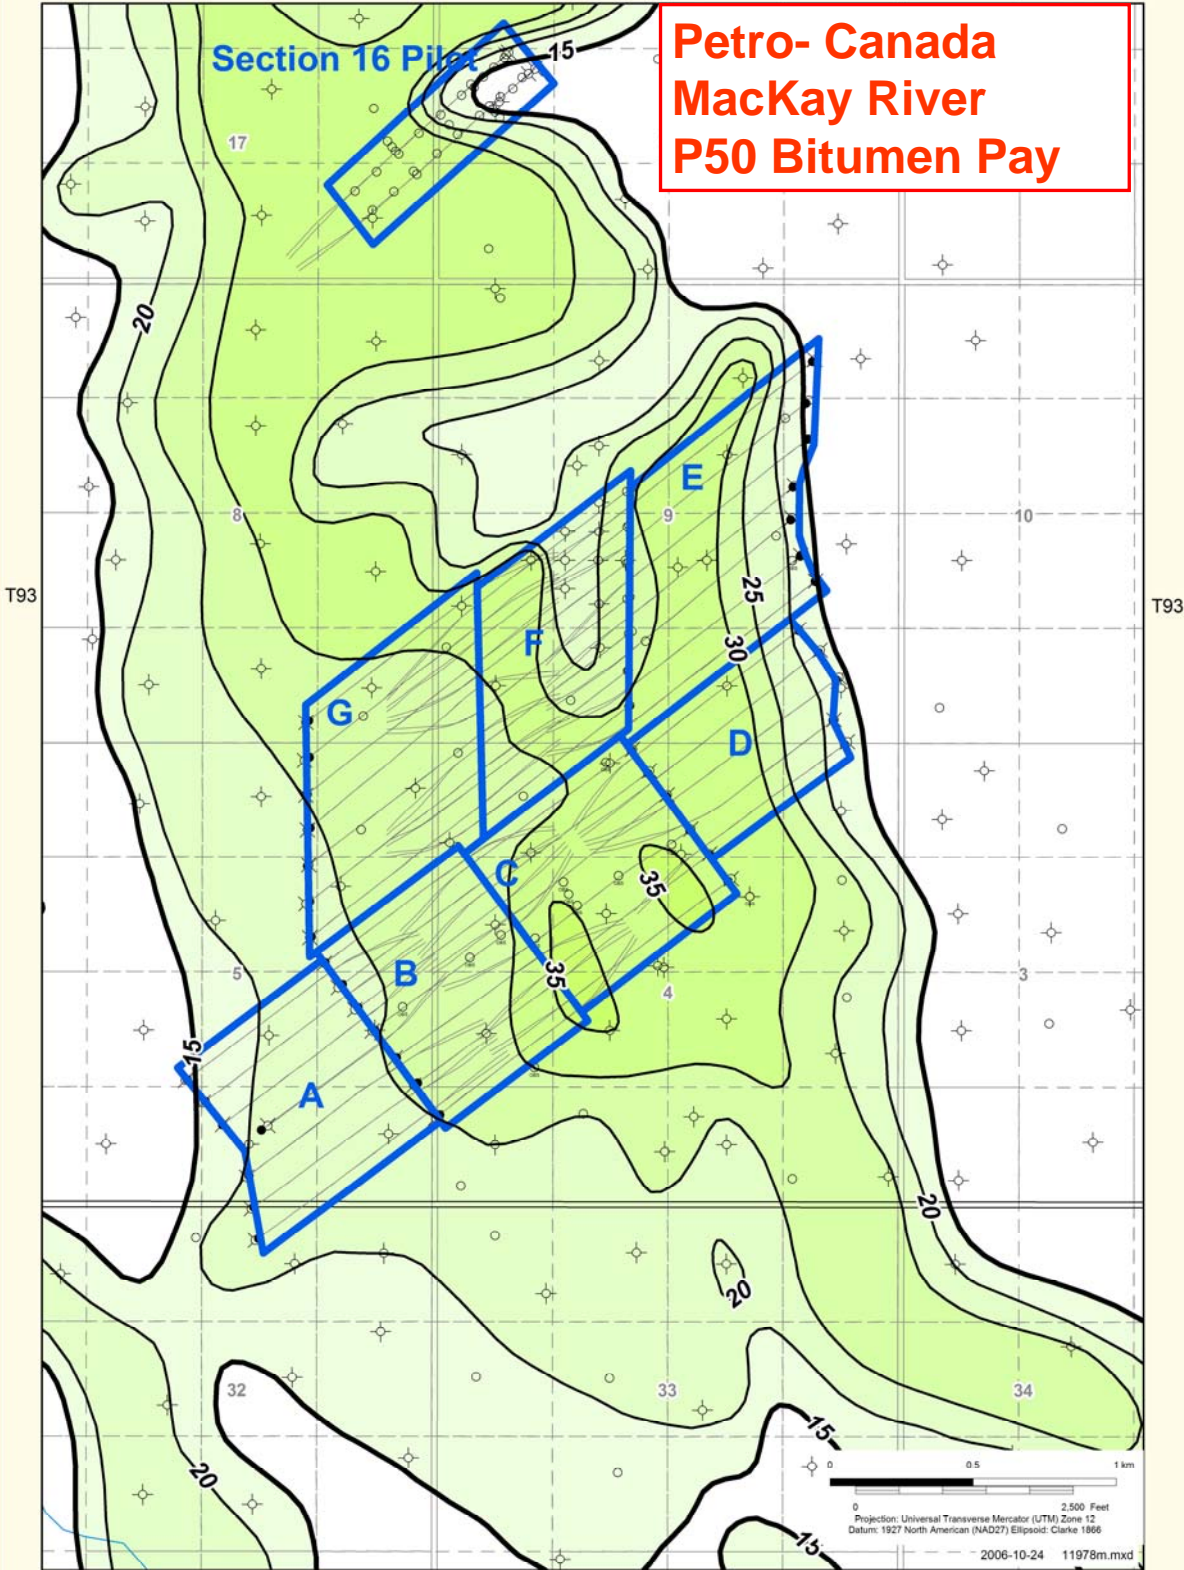 Petro- Canada
MacKay River
P50 Bitumen Pay
Section 16 Pilot
15
17
20
E
8
9
10
25
T93
T93
F
30
G
D
C
35
B
35
5
4
3
15
A
20
20
32
33
34
15
20
0 0.5 1 km
0 2,500 Feet
Projection: Universal Transverse Mercator (UTM) Zone 12
Datum: 1927 North American (NAD27) Ellipsoid: Clarke 1866
15
2006-10-24 11978m.mxd